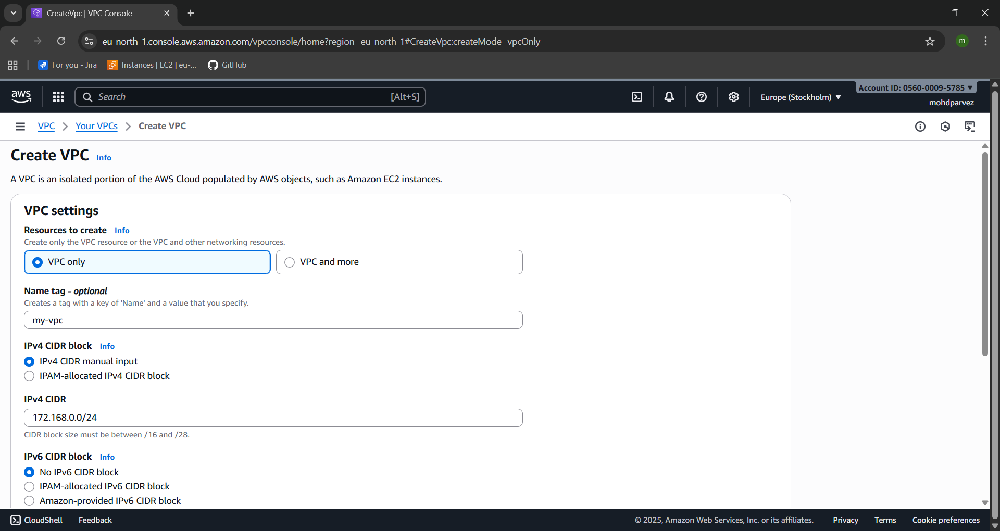 CreateVpc | VPC Console
eu-north-1.console.aws.amazon.com/vpcconsole/home?region=eu-north-1#CreateVpc:createMode=vpcOnly
m
For you - Jira
Instances | EC2 | eu-...
GitHub
aws
Search
[Alt+S]
Europe (Stockholm)
Account ID: 0560-0009-5785
mohdparvez
VPC
Your VPCs
Create VPC
Create VPC Info
A VPC is an isolated portion of the AWS Cloud populated by AWS objects, such as Amazon EC2 instances.
VPC settings
Resources to create Info
Create only the VPC resource or the VPC and other networking resources.
VPC only
VPC and more
Name tag - optional
Creates a tag with a key of 'Name' and a value that you specify.
my-vpc
IPv4 CIDR block Info
IPv4 CIDR manual input
IPAM-allocated IPv4 CIDR block
IPv4 CIDR
172.168.0.0/24
CIDR block size must be between /16 and /28.
IPv6 CIDR block Info
No IPv6 CIDR block
IPAM-allocated IPv6 CIDR block
Amazon-provided IPv6 CIDR block
CloudShell
Feedback
© 2025, Amazon Web Services, Inc. or its affiliates.
Privacy
Terms
Cookie preferences